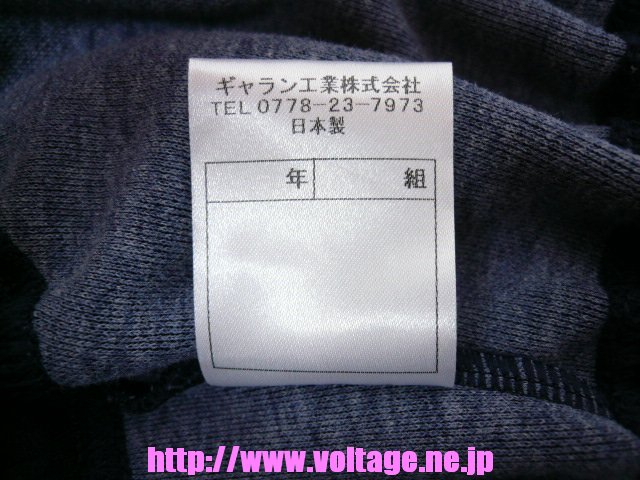 ギャラン工業株式会社
TEL 0778-23-7973
日本製
年 組
http://www.voltage.ne.jp